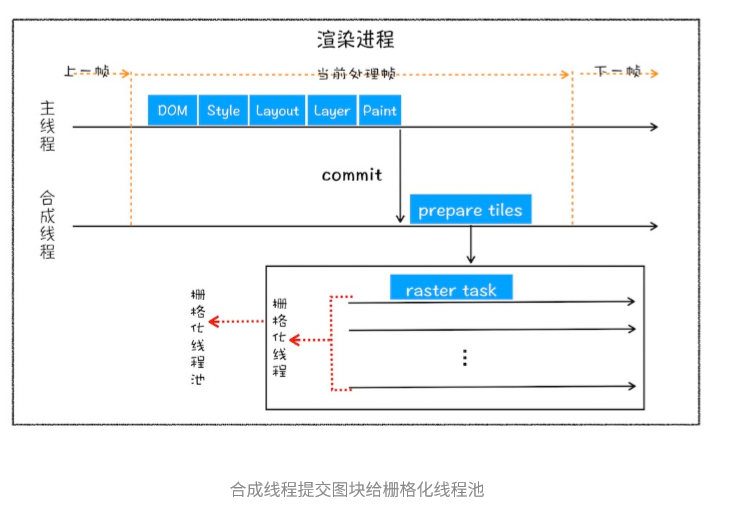 渲染进程
上一帧 当前处理帧 下一帧
主线程
DOM Style Layout Layer Paint
commit
合成线程
prepare tiles
raster task
栅格化线程池
栅格化线程
⋮
合成线程提交图块给栅格化线程池